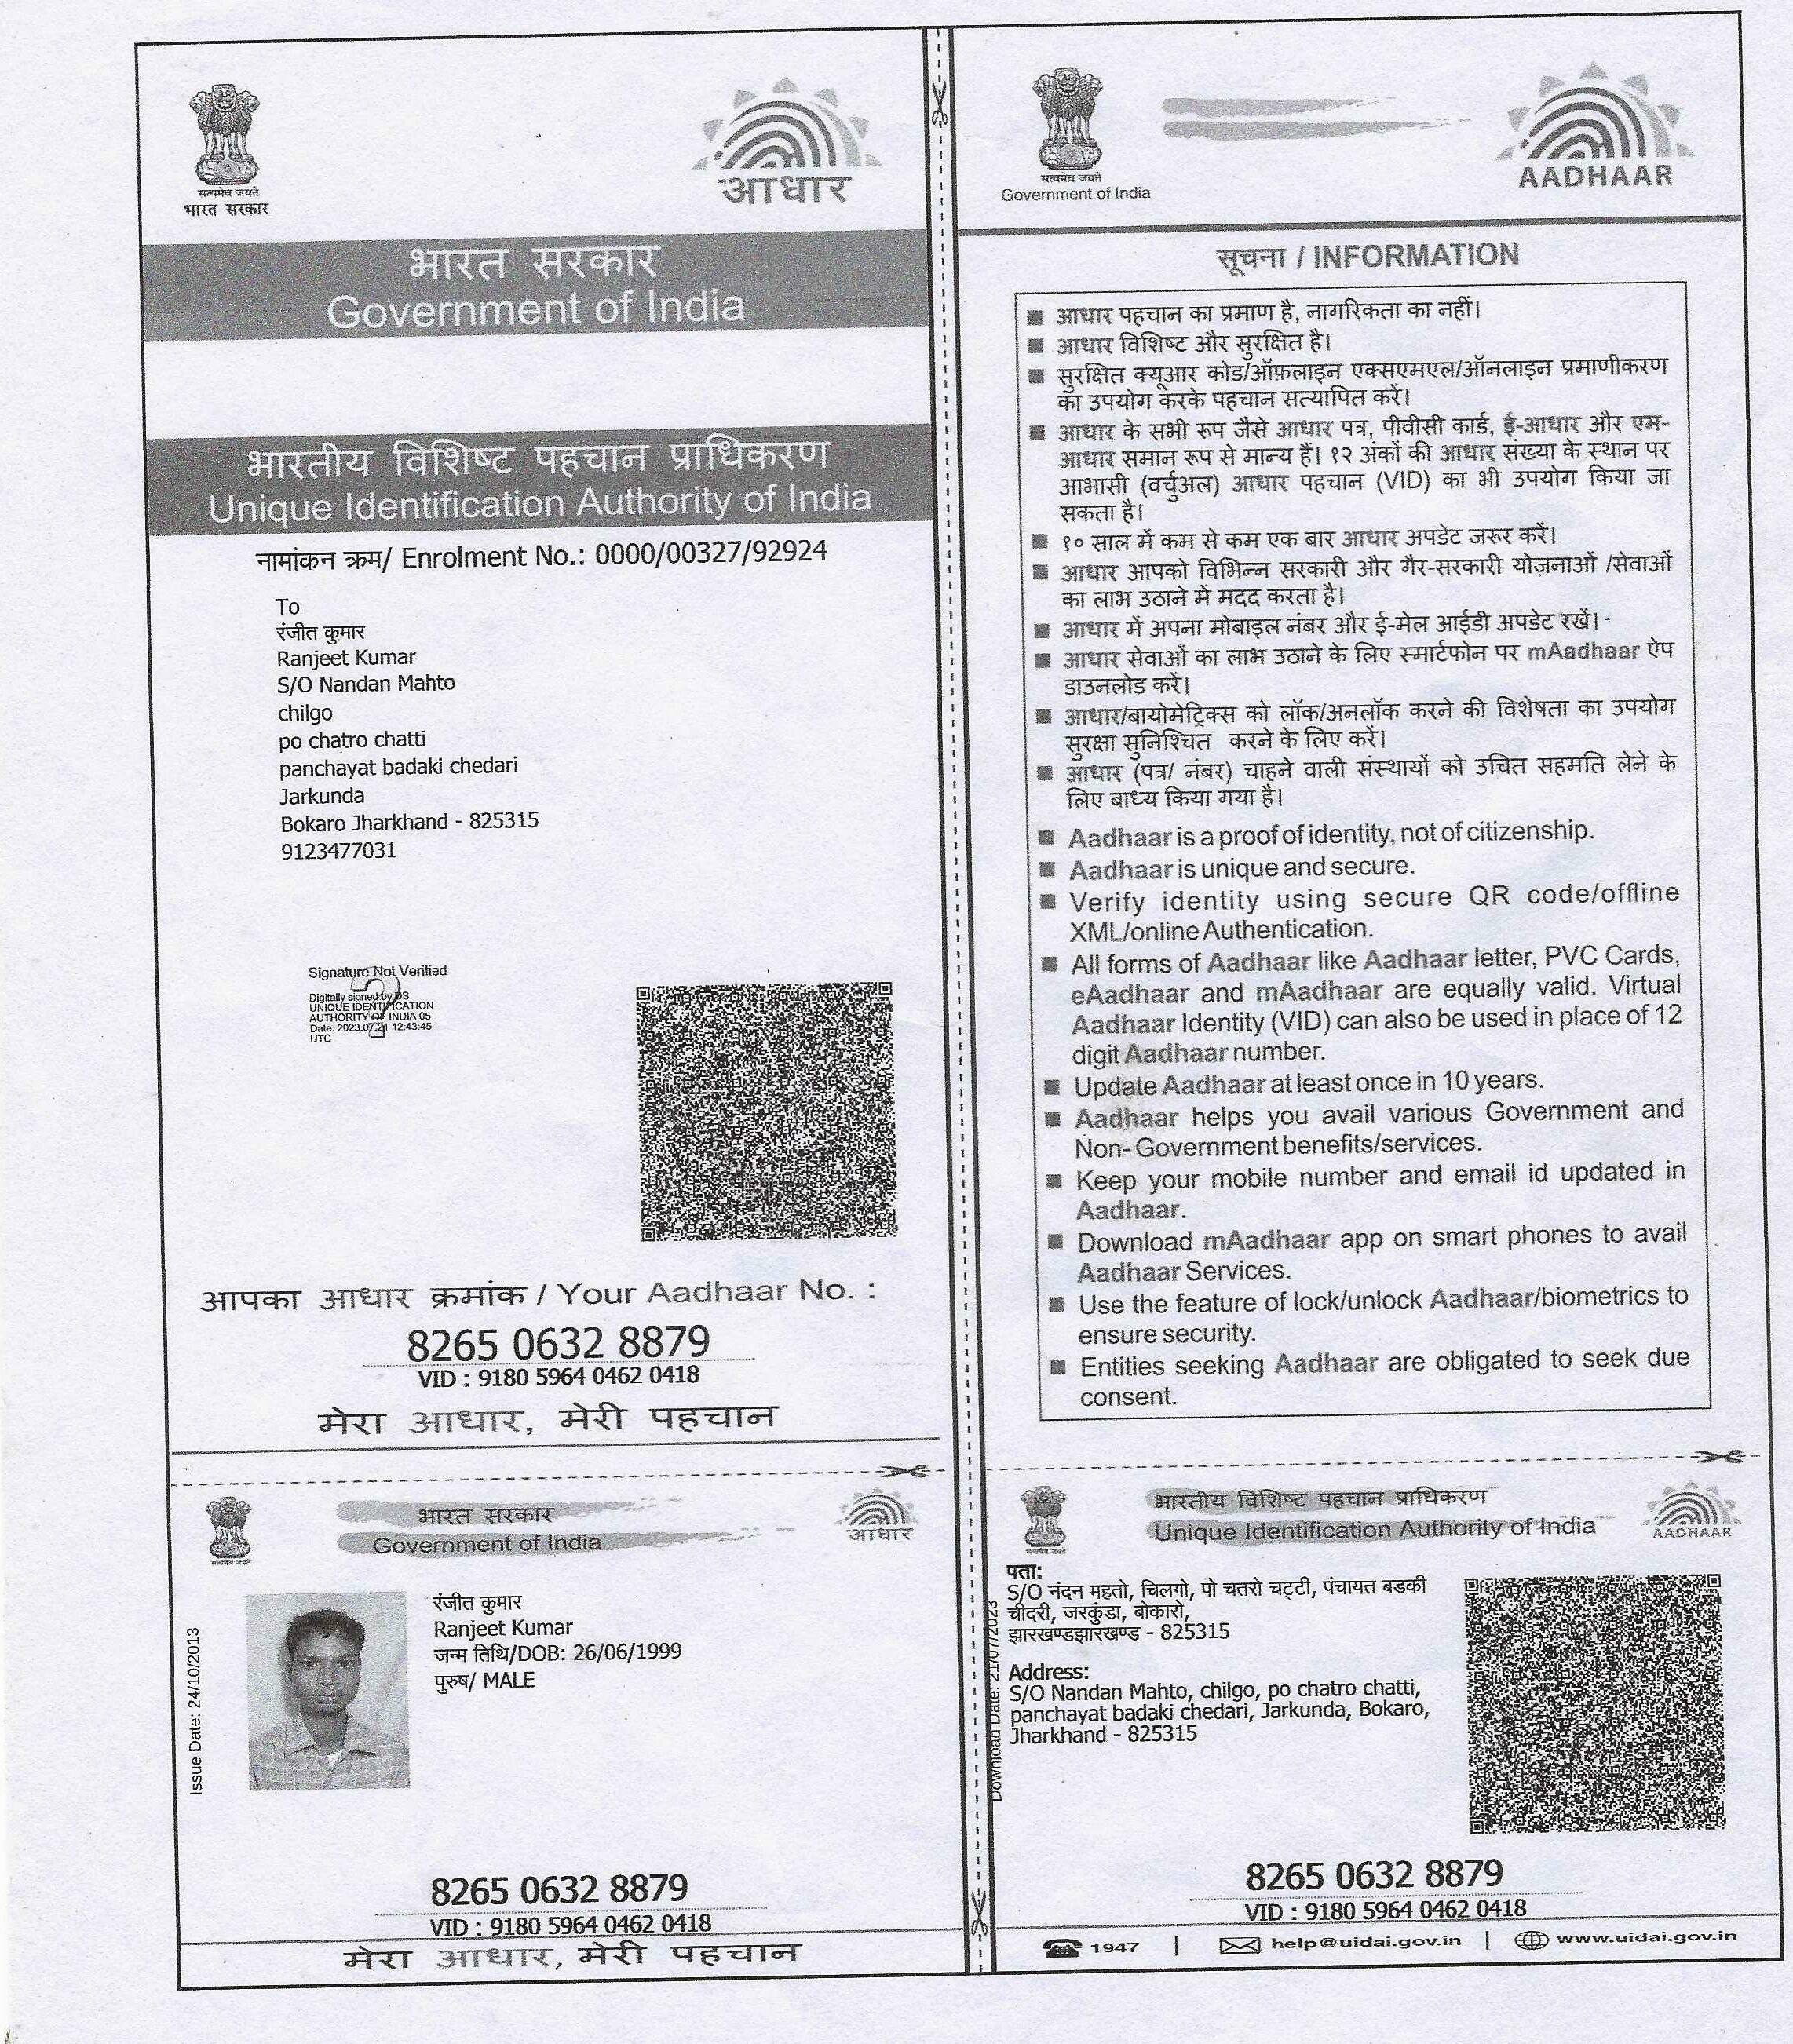 सत्यमेव जयते
भारत सरकार
आधार
भारत सरकार
Government of India
भारतीय विशिष्ट पहचान प्राधिकरण
Unique Identification Authority of India
नामांकन क्रम/ Enrolment No.: 0000/00327/92924
To
रंजीत कुमार
Ranjeet Kumar
S/O Nandan Mahto
chilgo
po chatro chatti
panchayat badaki chedari
Jarkunda
Bokaro Jharkhand - 825315
9123477031
Signature Not Verified
Digitally signed by DS
UNIQUE IDENTIFICATION
AUTHORITY OF INDIA 05
Date: 2023.07.21 12:43:45
UTC
आपका आधार क्रमांक / Your Aadhaar No. :
8265 0632 8879
VID : 9180 5964 0462 0418
मेरा आधार, मेरी पहचान
सत्यमेव जयते
Government of India
AADHAAR
सूचना / INFORMATION
आधार पहचान का प्रमाण है, नागरिकता का नहीं।
आधार विशिष्ट और सुरक्षित है।
सुरक्षित क्यूआर कोड/ऑफ़लाइन एक्सएमएल/ऑनलाइन प्रमाणीकरण
का उपयोग करके पहचान सत्यापित करें।
आधार के सभी रूप जैसे आधार पत्र, पीवीसी कार्ड, ई-आधार और एम-
आधार समान रूप से मान्य हैं। १२ अंकों की आधार संख्या के स्थान पर
आभासी (वर्चुअल) आधार पहचान (VID) का भी उपयोग किया जा
सकता है।
१० साल में कम से कम एक बार आधार अपडेट जरूर करें।
आधार आपको विभिन्न सरकारी और गैर-सरकारी योज़नाओं /सेवाओं
का लाभ उठाने में मदद करता है।
आधार में अपना मोबाइल नंबर और ई-मेल आईडी अपडेट रखें।
आधार सेवाओं का लाभ उठाने के लिए स्मार्टफोन पर mAadhaar ऐप
डाउनलोड करें।
आधार/बायोमेट्रिक्स को लॉक/अनलॉक करने की विशेषता का उपयोग
सुरक्षा सुनिश्चित करने के लिए करें।
आधार (पत्र/ नंबर) चाहने वाली संस्थायों को उचित सहमति लेने के
लिए बाध्य किया गया है।
Aadhaar is a proof of identity, not of citizenship.
Aadhaar is unique and secure.
Verify identity using secure QR code/offline
XML/online Authentication.
All forms of Aadhaar like Aadhaar letter, PVC Cards,
eAadhaar and mAadhaar are equally valid. Virtual
Aadhaar Identity (VID) can also be used in place of 12
digit Aadhaar number.
Update Aadhaar at least once in 10 years.
Aadhaar helps you avail various Government and
Non- Government benefits/services.
Keep your mobile number and email id updated in
Aadhaar.
Download mAadhaar app on smart phones to avail
Aadhaar Services.
Use the feature of lock/unlock Aadhaar/biometrics to
ensure security.
Entities seeking Aadhaar are obligated to seek due
consent.
सत्यमेव जयते
भारत सरकार
Government of India
आधार
Issue Date: 24/10/2013
रंजीत कुमार
Ranjeet Kumar
जन्म तिथि/DOB: 26/06/1999
पुरुष/ MALE
8265 0632 8879
VID : 9180 5964 0462 0418
मेरा आधार, मेरी पहचान
सत्यमेव जयते
भारतीय विशिष्ट पहचान प्राधिकरण
Unique Identification Authority of India
AADHAAR
Download Date: 21/07/2023
पता:
S/O नंदन महतो, चिलगो, पो चतरो चट्टी, पंचायत बडकी
चीदरी, जरकुंडा, बोकारो,
झारखण्डझारखण्ड - 825315
Address:
S/O Nandan Mahto, chilgo, po chatro chatti,
panchayat badaki chedari, Jarkunda, Bokaro,
Jharkhand - 825315
8265 0632 8879
VID : 9180 5964 0462 0418
1947 | help@uidai.gov.in | www.uidai.gov.in